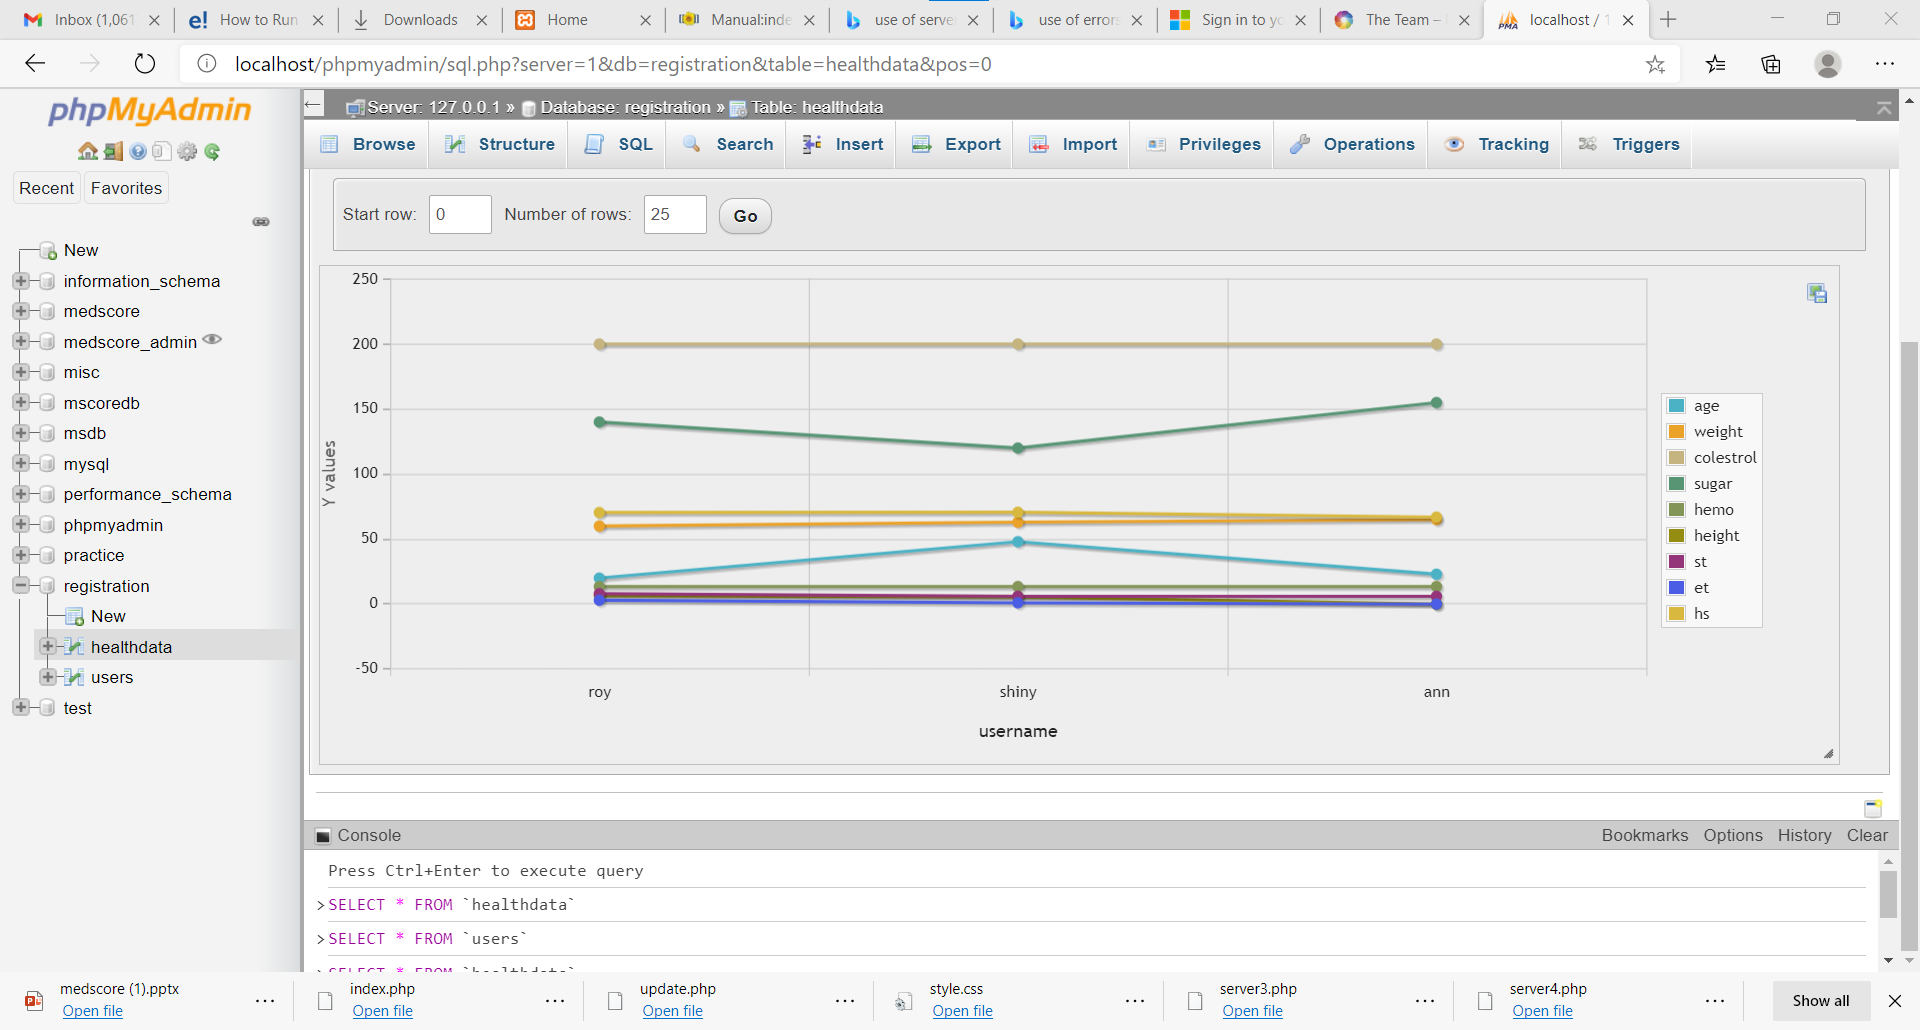 Inbox (1,061
How to Run
Downloads
Home
Manual:inde
use of serve
use of errors
Sign in to yo
The Team –
localhost / 1
localhost/phpmyadmin/sql.php?server=1&db=registration&table=healthdata&pos=0
phpMyAdmin
Recent
Favorites
New
information_schema
medscore
medscore_admin
misc
mscoredb
msdb
mysql
performance_schema
phpmyadmin
practice
registration
New
healthdata
users
test
Server: 127.0.0.1 » Database: registration » Table: healthdata
Browse
Structure
SQL
Search
Insert
Export
Import
Privileges
Operations
Tracking
Triggers
Start row: 0 Number of rows: 25 Go
250
200
150
100
50
0
-50
Y values
roy
shiny
ann
username
age
weight
colestrol
sugar
hemo
height
st
et
hs
Console
Bookmarks Options History Clear
Press Ctrl+Enter to execute query
>SELECT * FROM `healthdata`
>SELECT * FROM `users`
>SELECT * FROM `healthdata`
medscore (1).pptx
Open file
index.php
Open file
update.php
Open file
style.css
Open file
server3.php
Open file
server4.php
Open file
Show all